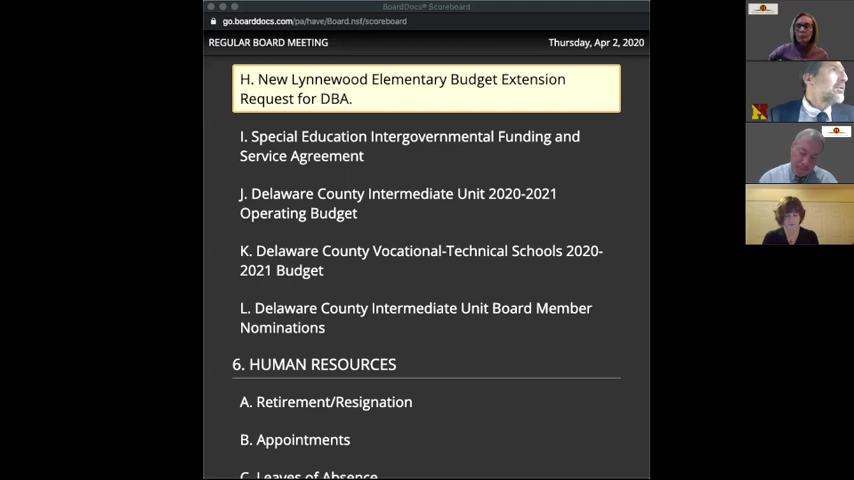 BoardDocs® Scoreboard
go.boarddocs.com/pa/have/Board.nsf/scoreboard
REGULAR BOARD MEETING
Thursday, Apr 2, 2020
H. New Lynnewood Elementary Budget Extension
Request for DBA.
I. Special Education Intergovernmental Funding and
Service Agreement
J. Delaware County Intermediate Unit 2020-2021
Operating Budget
K. Delaware County Vocational-Technical Schools 2020-
2021 Budget
L. Delaware County Intermediate Unit Board Member
Nominations
6. HUMAN RESOURCES
A. Retirement/Resignation
B. Appointments
C. Leaves of Absence